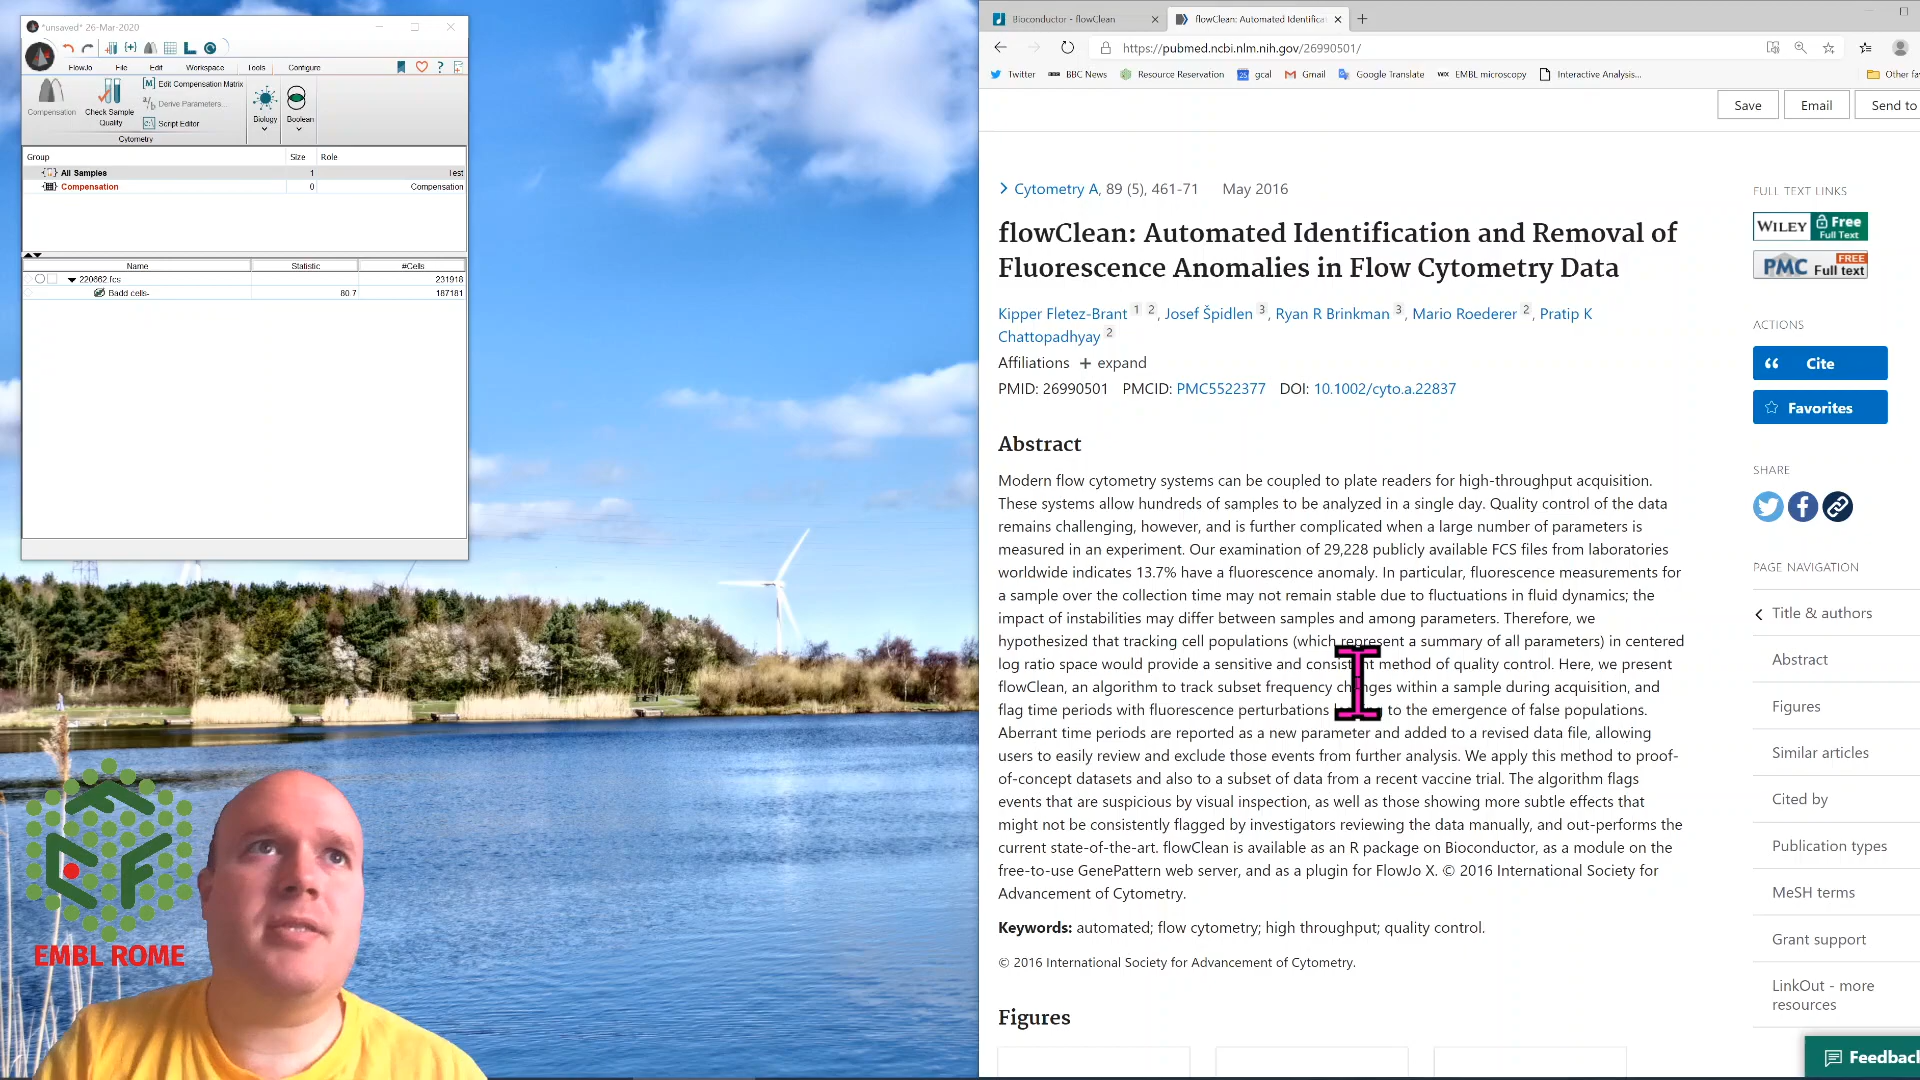 *unsaved* 26-Mar-2020
FlowJo File Edit Workspace Tools Configure
Compensation
Check Sample
Quality
Edit Compensation Matrix
Derive Parameters...
Script Editor
Biology
Boolean
Cytometry
Group Size Role
All Samples 1 Test
Compensation 0 Compensation
Name Statistic #Cells
220662.fcs 231918
Badd cells- 80.7 187181
EMBL ROME
Bioconductor - flowClean
flowClean: Automated Identifica
https://pubmed.ncbi.nlm.nih.gov/26990501/
Twitter BBC News Resource Reservation gcal Gmail Google Translate EMBL microscopy Interactive Analysis... Other fa
Save Email Send to
Cytometry A, 89 (5), 461-71 May 2016
flowClean: Automated Identification and Removal of
Fluorescence Anomalies in Flow Cytometry Data
Kipper Fletez-Brant 1 2, Josef Špidlen 3, Ryan R Brinkman 3, Mario Roederer 2, Pratip K
Chattopadhyay 2
Affiliations + expand
PMID: 26990501 PMCID: PMC5522377 DOI: 10.1002/cyto.a.22837
Abstract
Modern flow cytometry systems can be coupled to plate readers for high-throughput acquisition.
These systems allow hundreds of samples to be analyzed in a single day. Quality control of the data
remains challenging, however, and is further complicated when a large number of parameters is
measured in an experiment. Our examination of 29,228 publicly available FCS files from laboratories
worldwide indicates 13.7% have a fluorescence anomaly. In particular, fluorescence measurements for
a sample over the collection time may not remain stable due to fluctuations in fluid dynamics; the
impact of instabilities may differ between samples and among parameters. Therefore, we
hypothesized that tracking cell populations (which represent a summary of all parameters) in centered
log ratio space would provide a sensitive and consistent method of quality control. Here, we present
flowClean, an algorithm to track subset frequency changes within a sample during acquisition, and
flag time periods with fluorescence perturbations to the emergence of false populations.
Aberrant time periods are reported as a new parameter and added to a revised data file, allowing
users to easily review and exclude those events from further analysis. We apply this method to proof-
of-concept datasets and also to a subset of data from a recent vaccine trial. The algorithm flags
events that are suspicious by visual inspection, as well as those showing more subtle effects that
might not be consistently flagged by investigators reviewing the data manually, and out-performs the
current state-of-the-art. flowClean is available as an R package on Bioconductor, as a module on the
free-to-use GenePattern web server, and as a plugin for FlowJo X. © 2016 International Society for
Advancement of Cytometry.
Keywords: automated; flow cytometry; high throughput; quality control.
© 2016 International Society for Advancement of Cytometry.
Figures
FULL TEXT LINKS
WILEY Free
Full Text
PMC FREE
Full text
ACTIONS
Cite
Favorites
SHARE
PAGE NAVIGATION
Title & authors
Abstract
Figures
Similar articles
Cited by
Publication types
MeSH terms
Grant support
LinkOut - more
resources
Feedback